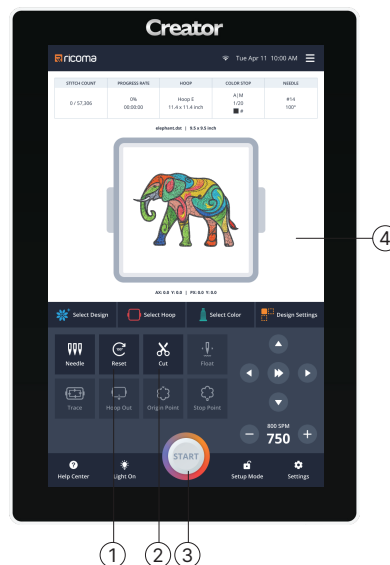 Creator
ricoma
Tue Apr 11 10:00 AM
STITCH COUNT PROGRESS RATE HOOP COLOR STOP NEEDLE
0 / 57,306 0% 00:00:00 Hoop E 11.4 x 11.4 inch A|M 1/20 # #14 100°
elephant.dst | 9.5 x 9.5 inch
4
AX: 0.0 Y: 0.0 | PX: 0.0 Y: 0.0
Select Design Select Hoop Select Color Design Settings
100°
Needle Reset Cut Float
Trace Hoop Out Origin Point Stop Point
800 SPM
− 750 +
START
Help Center Light On Setup Mode Settings
1 2 3